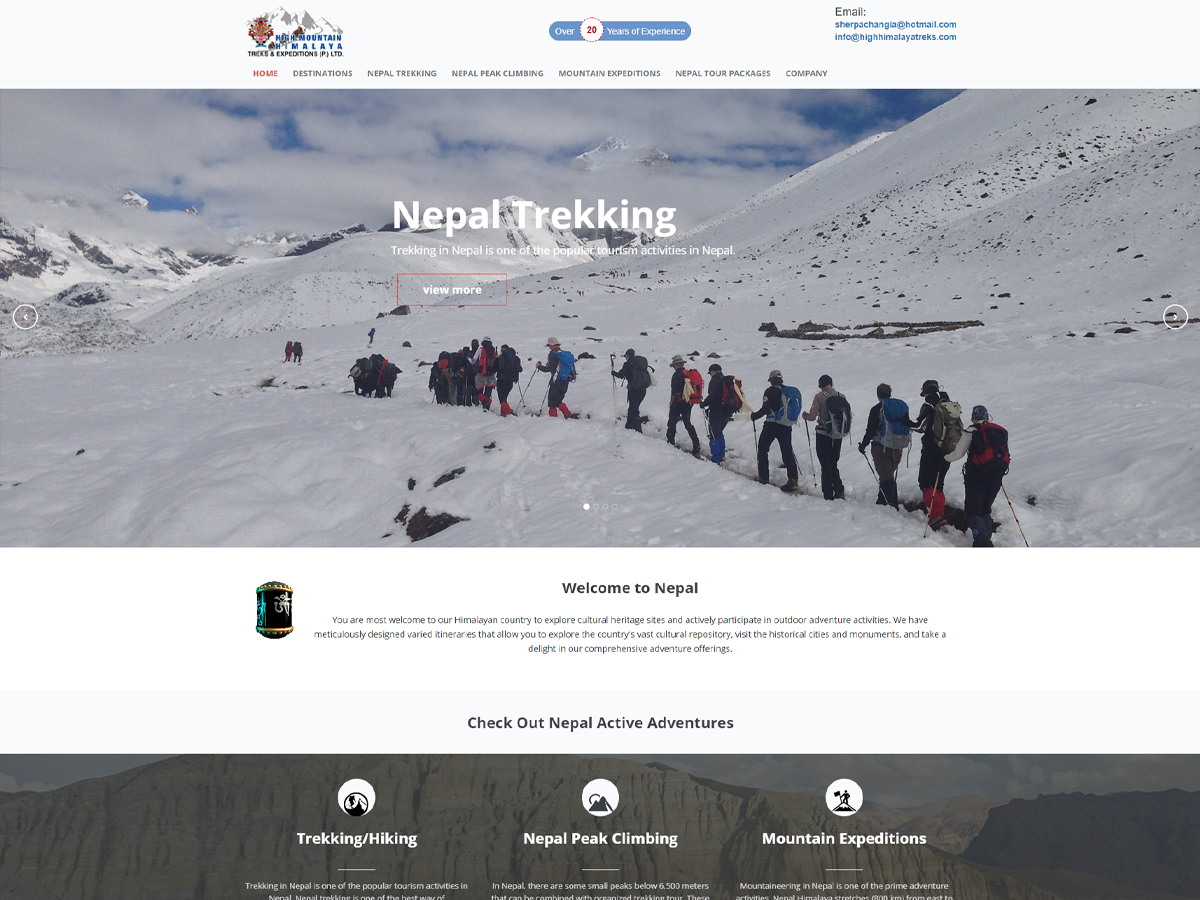 HIGH MOUNTAIN
HIMALAYA
TREKS & EXPEDITIONS (P) LTD.
Over 20 Years of Experience
Email:
sherpachangia@hotmail.com
info@highhimalayatreks.com
HOME DESTINATIONS NEPAL TREKKING NEPAL PEAK CLIMBING MOUNTAIN EXPEDITIONS NEPAL TOUR PACKAGES COMPANY
Nepal Trekking
Trekking in Nepal is one of the popular tourism activities in Nepal.
view more
Welcome to Nepal
You are most welcome to our Himalayan country to explore cultural heritage sites and actively participate in outdoor adventure activities. We have
meticulously designed varied itineraries that allow you to explore the country's vast cultural repository, visit the historical cities and monuments, and take a
delight in our comprehensive adventure offerings.
Check Out Nepal Active Adventures
Trekking/Hiking
Trekking in Nepal is one of the popular tourism activities in
Nepal. Nepal trekking is one of the best way of
Nepal Peak Climbing
In Nepal, there are some small peaks below 6,500 meters
that can be combined with organized trekking tour. These
Mountain Expeditions
Mountaineering in Nepal is one of the prime adventure
activities. Nepal Himalaya stretches (800 km) from east to